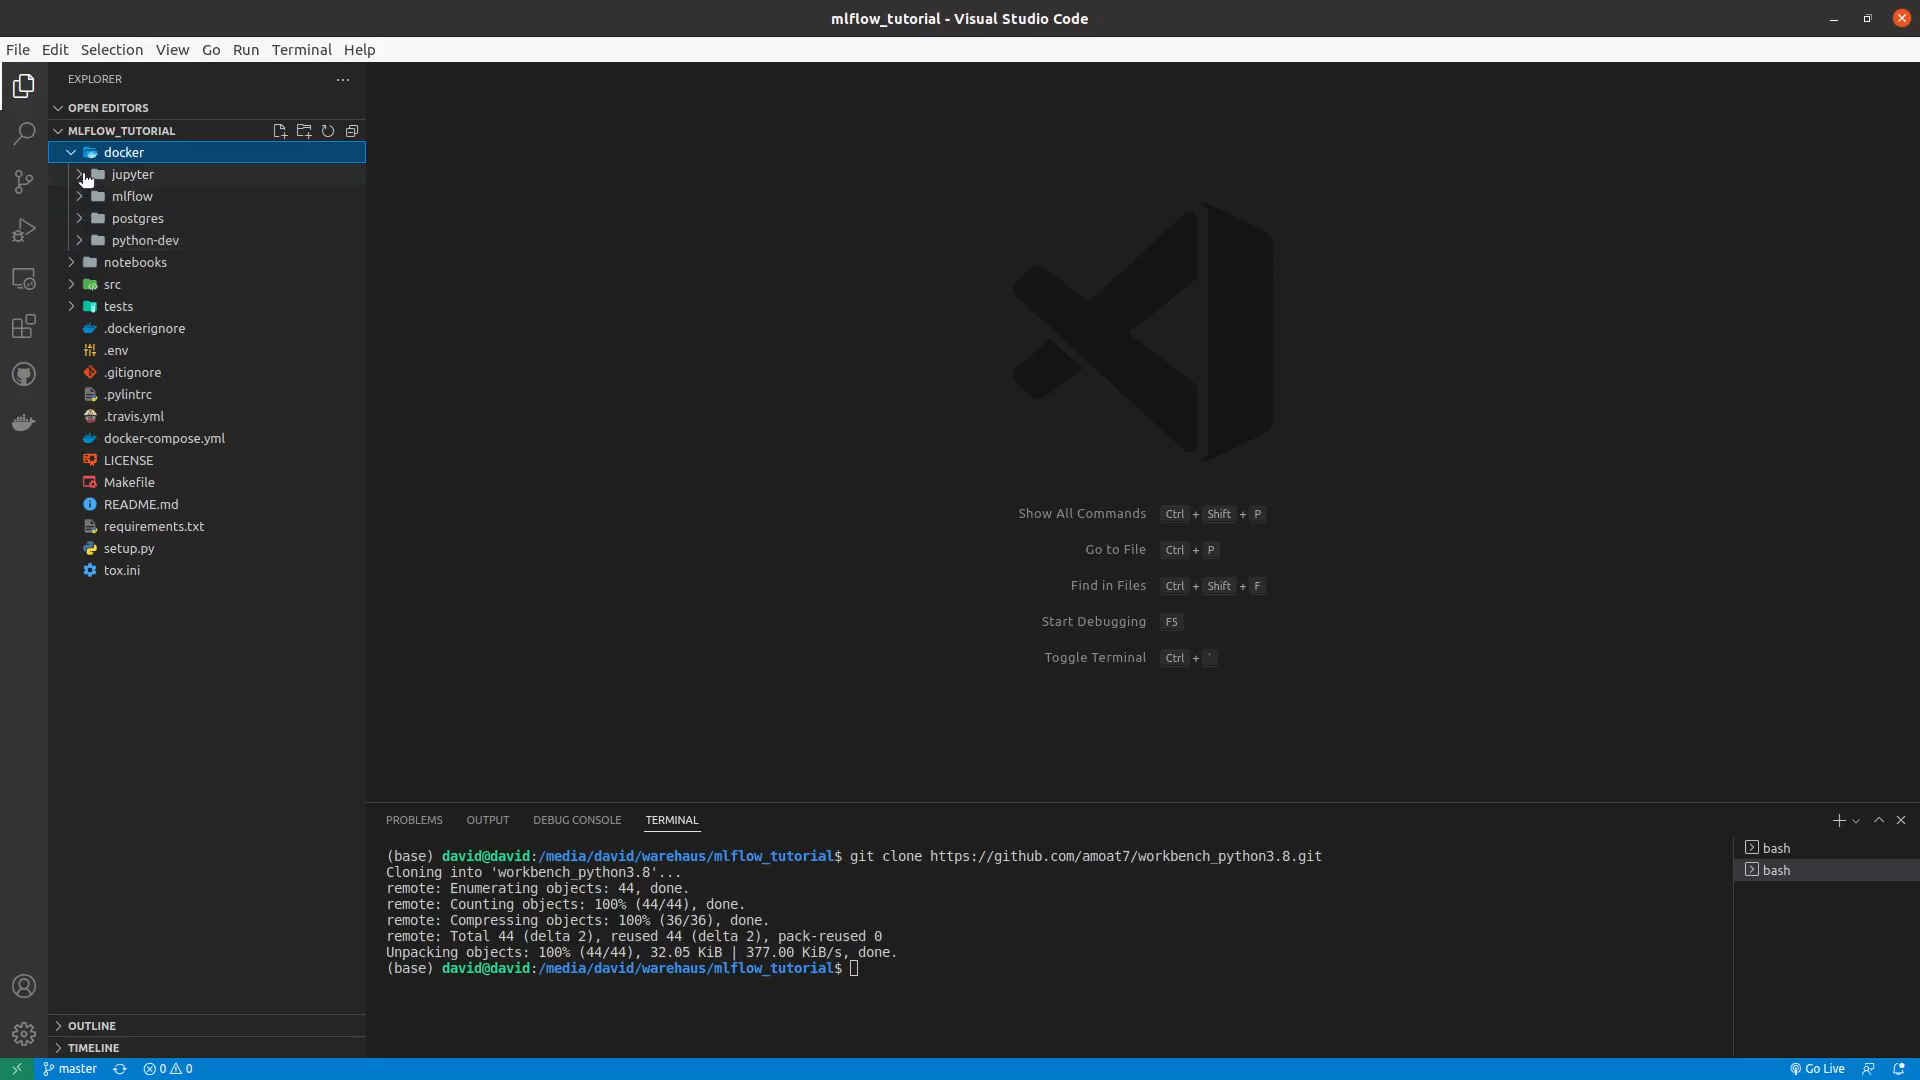 mlflow_tutorial - Visual Studio Code
File Edit Selection View Go Run Terminal Help
EXPLORER
OPEN EDITORS
MLFLOW_TUTORIAL
docker
jupyter
mlflow
postgres
python-dev
notebooks
src
tests
.dockerignore
.env
.gitignore
.pylintrc
.travis.yml
docker-compose.yml
LICENSE
Makefile
README.md
requirements.txt
setup.py
tox.ini
Show All Commands Ctrl + Shift + P
Go to File Ctrl + P
Find in Files Ctrl + Shift + F
Start Debugging F5
Toggle Terminal Ctrl + `
PROBLEMS OUTPUT DEBUG CONSOLE TERMINAL
(base) david@david:/media/david/warehaus/mlflow_tutorial$ git clone https://github.com/amoat7/workbench_python3.8.git
Cloning into 'workbench_python3.8'...
remote: Enumerating objects: 44, done.
remote: Counting objects: 100% (44/44), done.
remote: Compressing objects: 100% (36/36), done.
remote: Total 44 (delta 2), reused 44 (delta 2), pack-reused 0
Unpacking objects: 100% (44/44), 32.05 KiB | 377.00 KiB/s, done.
(base) david@david:/media/david/warehaus/mlflow_tutorial$
bash
bash
OUTLINE
TIMELINE
master 0 0 Go Live